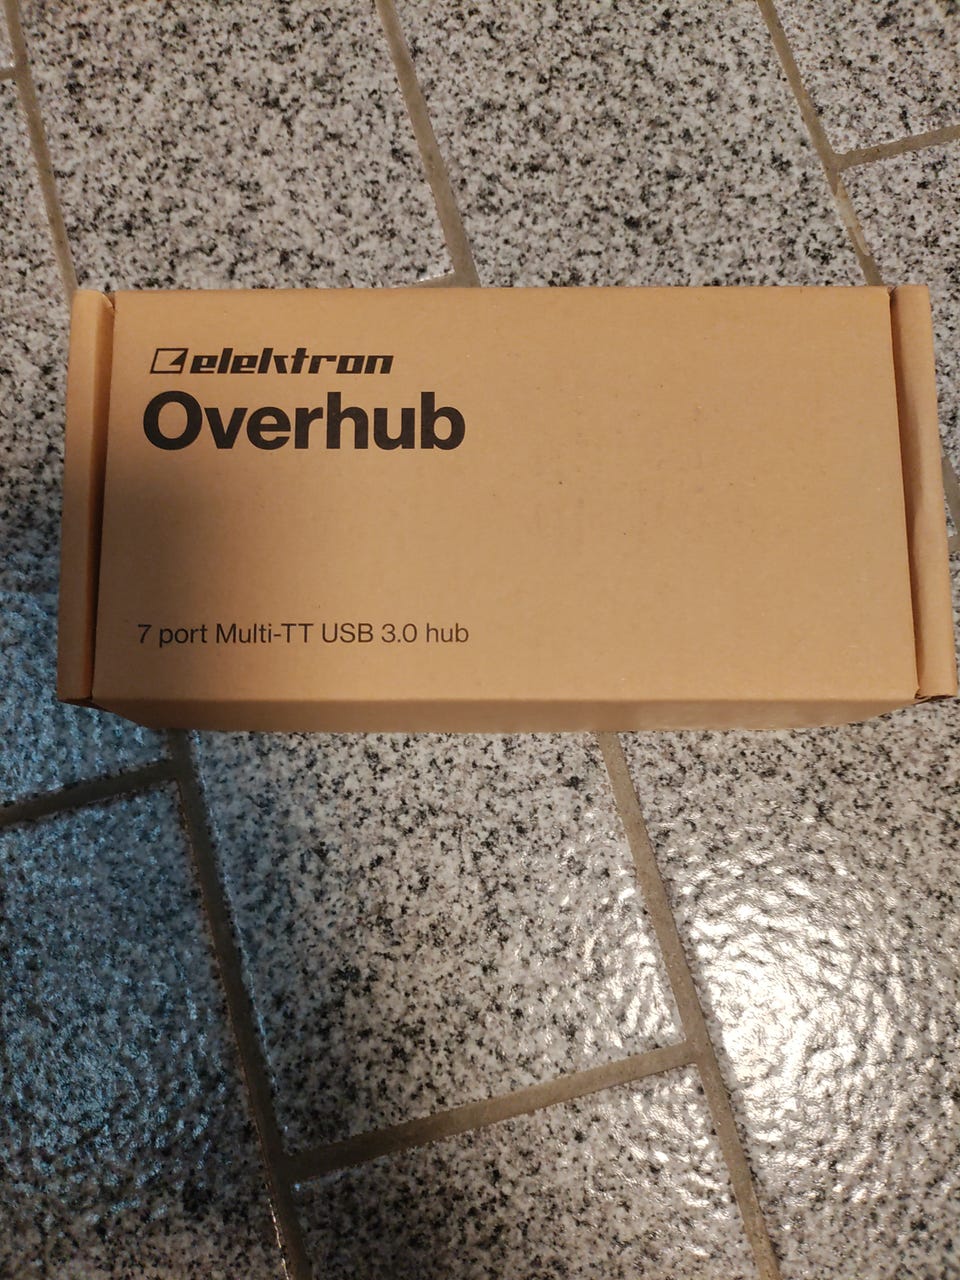 elektron
Overhub
7 port Multi-TT USB 3.0 hub